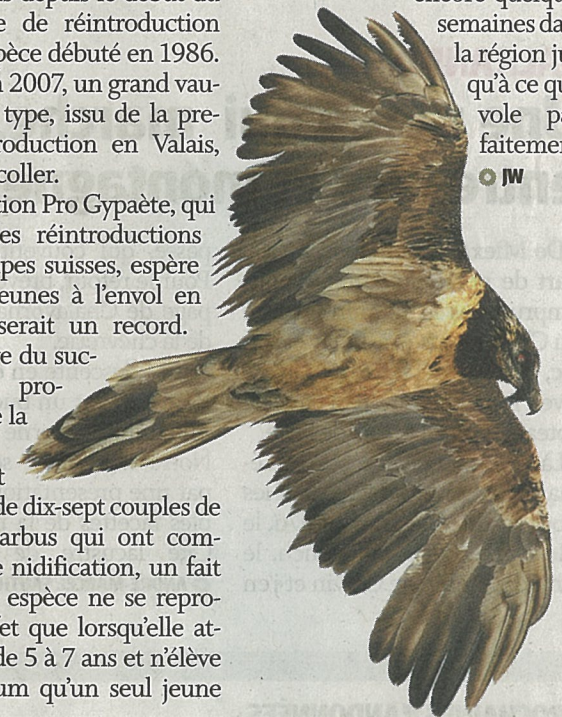 semaines da
e de réintroduction
pèce débuté en 1986.
la région ju
2007, un grand vau-
qu'à ce qu
type, issu de la pre-
vole pa
roduction en Valais,
faitemen
coller.
JW
tion Pro Gypaète, qui
es réintroductions
pes suisses, espère
eunes à l'envol en
serait un record.
e du suc-
pro-
la
t
de dix-sept couples de
arbus qui ont com-
e nidification, un fait
espèce ne se repro-
et que lorsqu'elle at-
de 5 à 7 ans et n'élève
um qu'un seul jeune